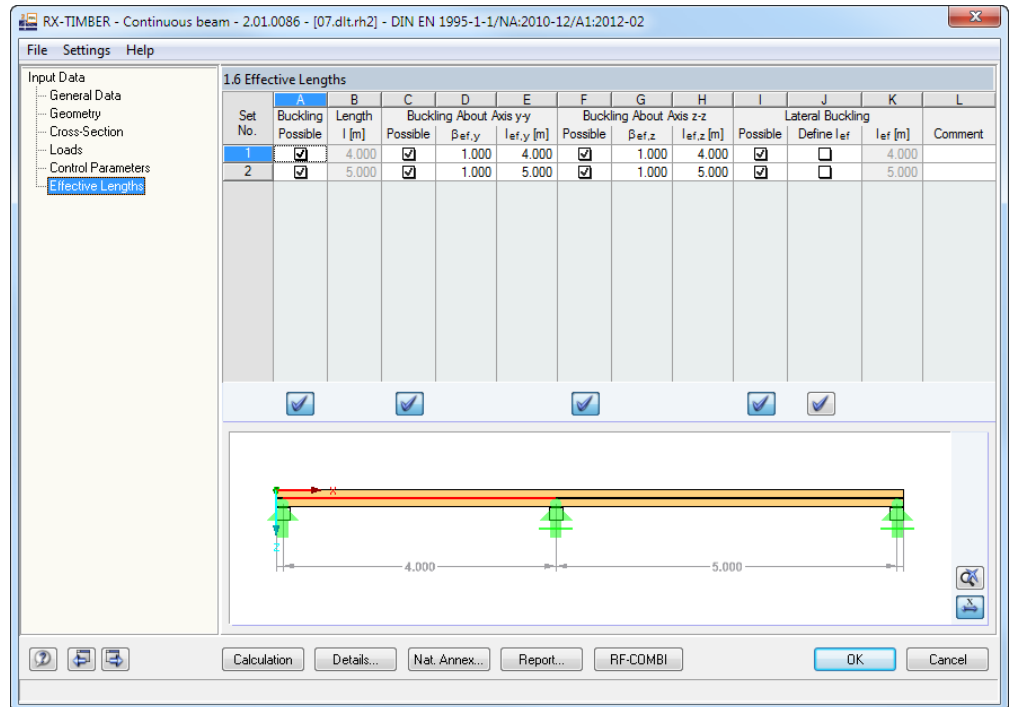 RX-TIMBER - Continuous beam - 2.01.0086 - [07.dlt.rh2] - DIN EN 1995-1-1/NA:2010-12/A1:2012-02
File Settings Help
Input Data
General Data
Geometry
Cross-Section
Loads
Control Parameters
Effective Lengths
1.6 Effective Lengths
A B C D E F G H I J K L
Set Buckling Length Buckling About Axis y-y Buckling About Axis z-z Lateral Buckling
No. Possible l [m] Possible βef,y lef,y [m] Possible βef,z lef,z [m] Possible Define lef lef [m] Comment
1 4.000 1.000 4.000 1.000 4.000 4.000
2 5.000 1.000 5.000 1.000 5.000 5.000
X
Z
4.000 5.000
Calculation Details... Nat. Annex... Report... RF-COMBI OK Cancel